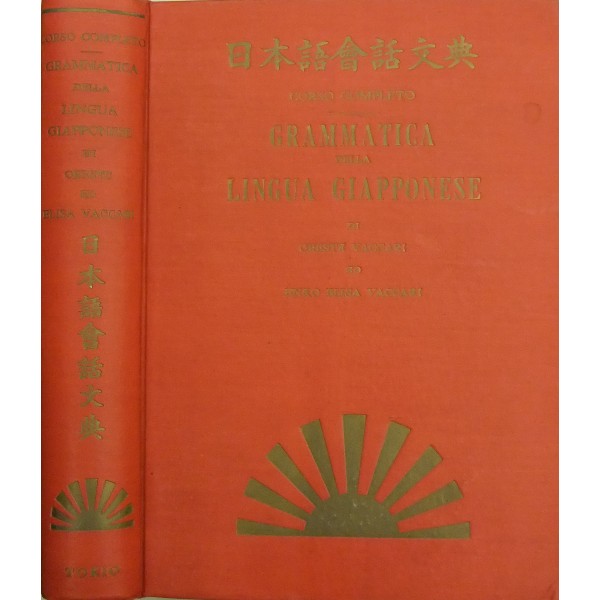 CORSO COMPLETO
GRAMMATICA
DELLA
LINGUA
GIAPPONESE
DI
ORESTE
ED
ELISA VACCARI
日本語會話文典
TOKIO
日本語會話文典
CORSO COMPLETO
GRAMMATICA
DELLA
LINGUA GIAPPONESE
DI
ORESTE VACCARI
ED
ENKO ELISA VACCARI